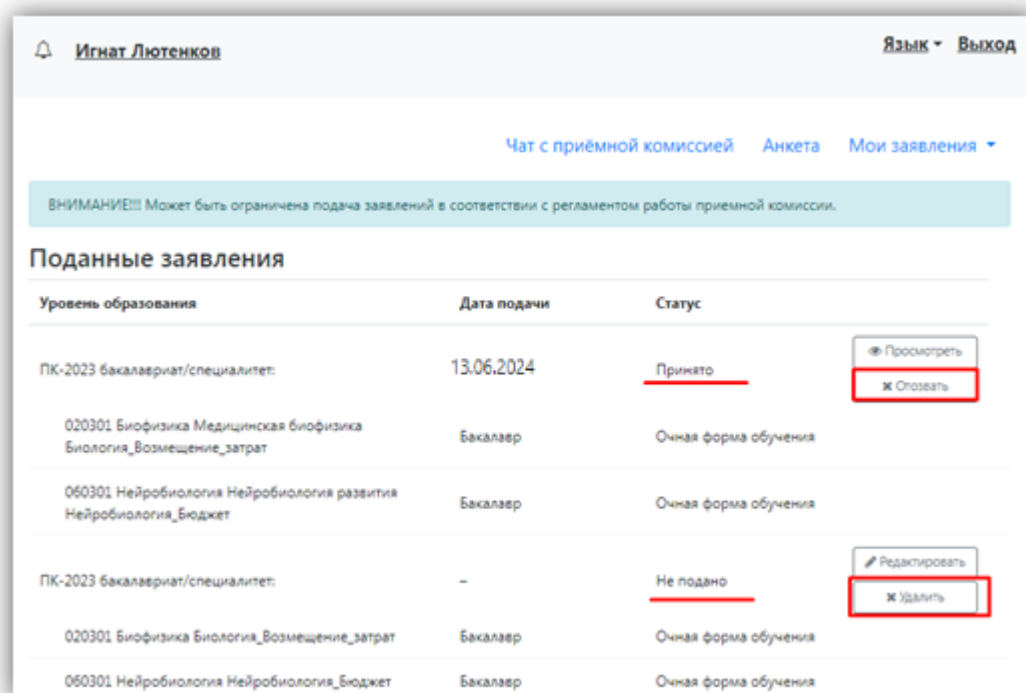 Игнат Лютенков
Язык Выход
Чат с приёмной комиссией Анкета Мои заявления
ВНИМАНИЕ!!! Может быть ограничена подача заявлений в соответствии с регламентом работы приемной комиссии.
Поданные заявления
Уровень образования Дата подачи Статус
ПК-2023 бакалавриат/специалитет: 13.06.2024 Принято
Просмотреть
Отозвать
020301 Биофизика Медицинская биофизика
Биология_Возмещение_затрат
Бакалавр Очная форма обучения
060301 Нейробиология Нейробиология развития
Нейробиология_Бюджет
Бакалавр Очная форма обучения
ПК-2023 бакалавриат/специалитет: – Не подано
Редактировать
Удалить
020301 Биофизика Биология_Возмещение_затрат Бакалавр Очная форма обучения
060301 Нейробиология Нейробиология_Бюджет Бакалавр Очная форма обучения